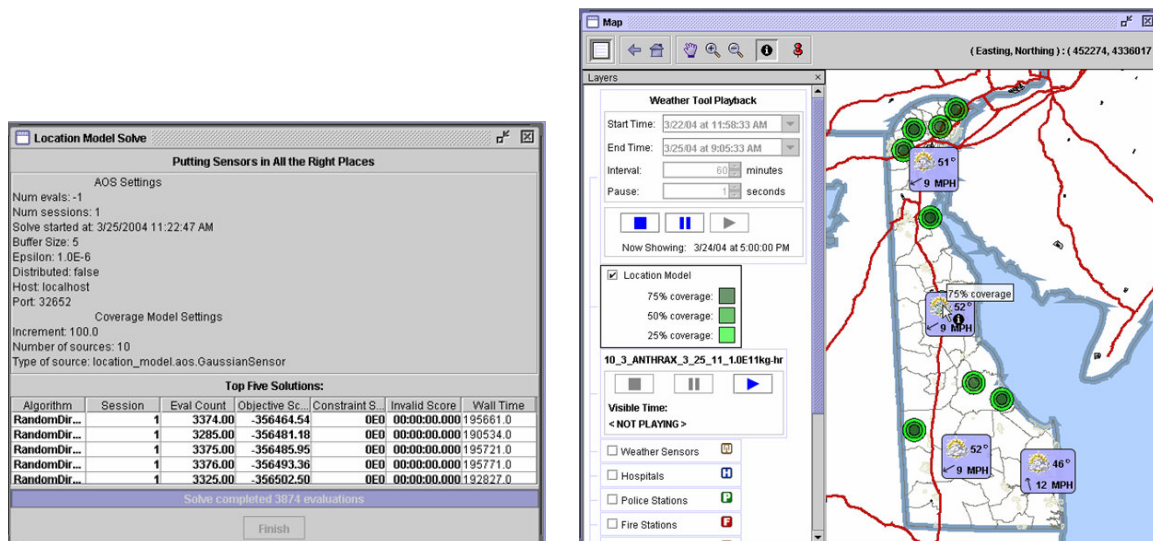 Location Model Solve
Putting Sensors in All the Right Places
AOS Settings
Num evals: -1
Num sessions: 1
Solve started at: 3/25/2004 11:22:47 AM
Buffer Size: 5
Epsilon: 1.0E-6
Distributed: false
Host: localhost
Port: 32652
Coverage Model Settings
Increment: 100.0
Number of sources: 10
Type of source: location_model.aos.GaussianSensor
Top Five Solutions:
Algorithm Session Eval Count Objective Sc... Constraint S... Invalid Score Wall Time
RandomDir... 1 3374.00 -356464.54 0E0 00:00:00.000 195661.0
RandomDir... 1 3285.00 -356481.18 0E0 00:00:00.000 190534.0
RandomDir... 1 3375.00 -356485.95 0E0 00:00:00.000 195721.0
RandomDir... 1 3376.00 -356493.36 0E0 00:00:00.000 195771.0
RandomDir... 1 3325.00 -356502.50 0E0 00:00:00.000 192827.0
Solve completed 3874 evaluations
Finish
Map
( Easting, Northing ) : ( 452274, 4336017
Layers
Weather Tool Playback
Start Time: 3/22/04 at 11:58:33 AM
End Time: 3/25/04 at 9:05:33 AM
Interval: 60 minutes
Pause: 1 seconds
Now Showing: 3/24/04 at 5:00:00 PM
Location Model
75% coverage:
50% coverage:
25% coverage:
10_3_ANTHRAX_3_25_11_1.0E11kg-hr
Visible Time:
< NOT PLAYING >
Weather Sensors W
Hospitals H
Police Stations P
Fire Stations F
51°
9 MPH
75% coverage
52°
9 MPH
52°
9 MPH
46°
12 MPH